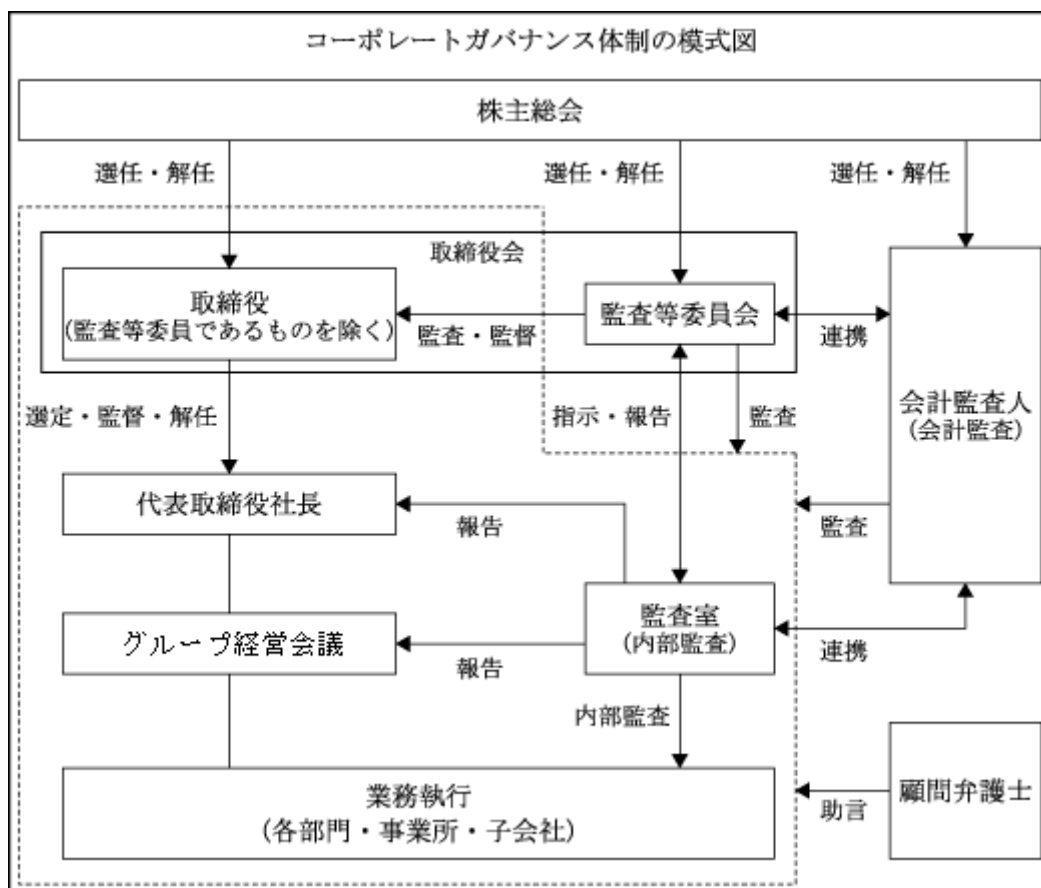 コーポレートガバナンス体制の模式図
株主総会
選任・解任
選任・解任
選任・解任
取締役会
取締役
(監査等委員であるものを除く)
監査・監督
監査等委員会
連携
会計監査人
(会計監査)
選定・監督・解任
指示・報告
監査
代表取締役社長
報告
監査
グループ経営会議
報告
監査室
(内部監査)
連携
内部監査
業務執行
(各部門・事業所・子会社)
助言
顧問弁護士